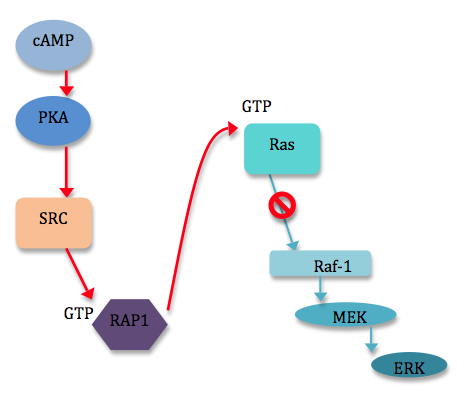 cAMP
PKA
SRC
GTP
RAP1
GTP
Ras
Raf-1
MEK
ERK